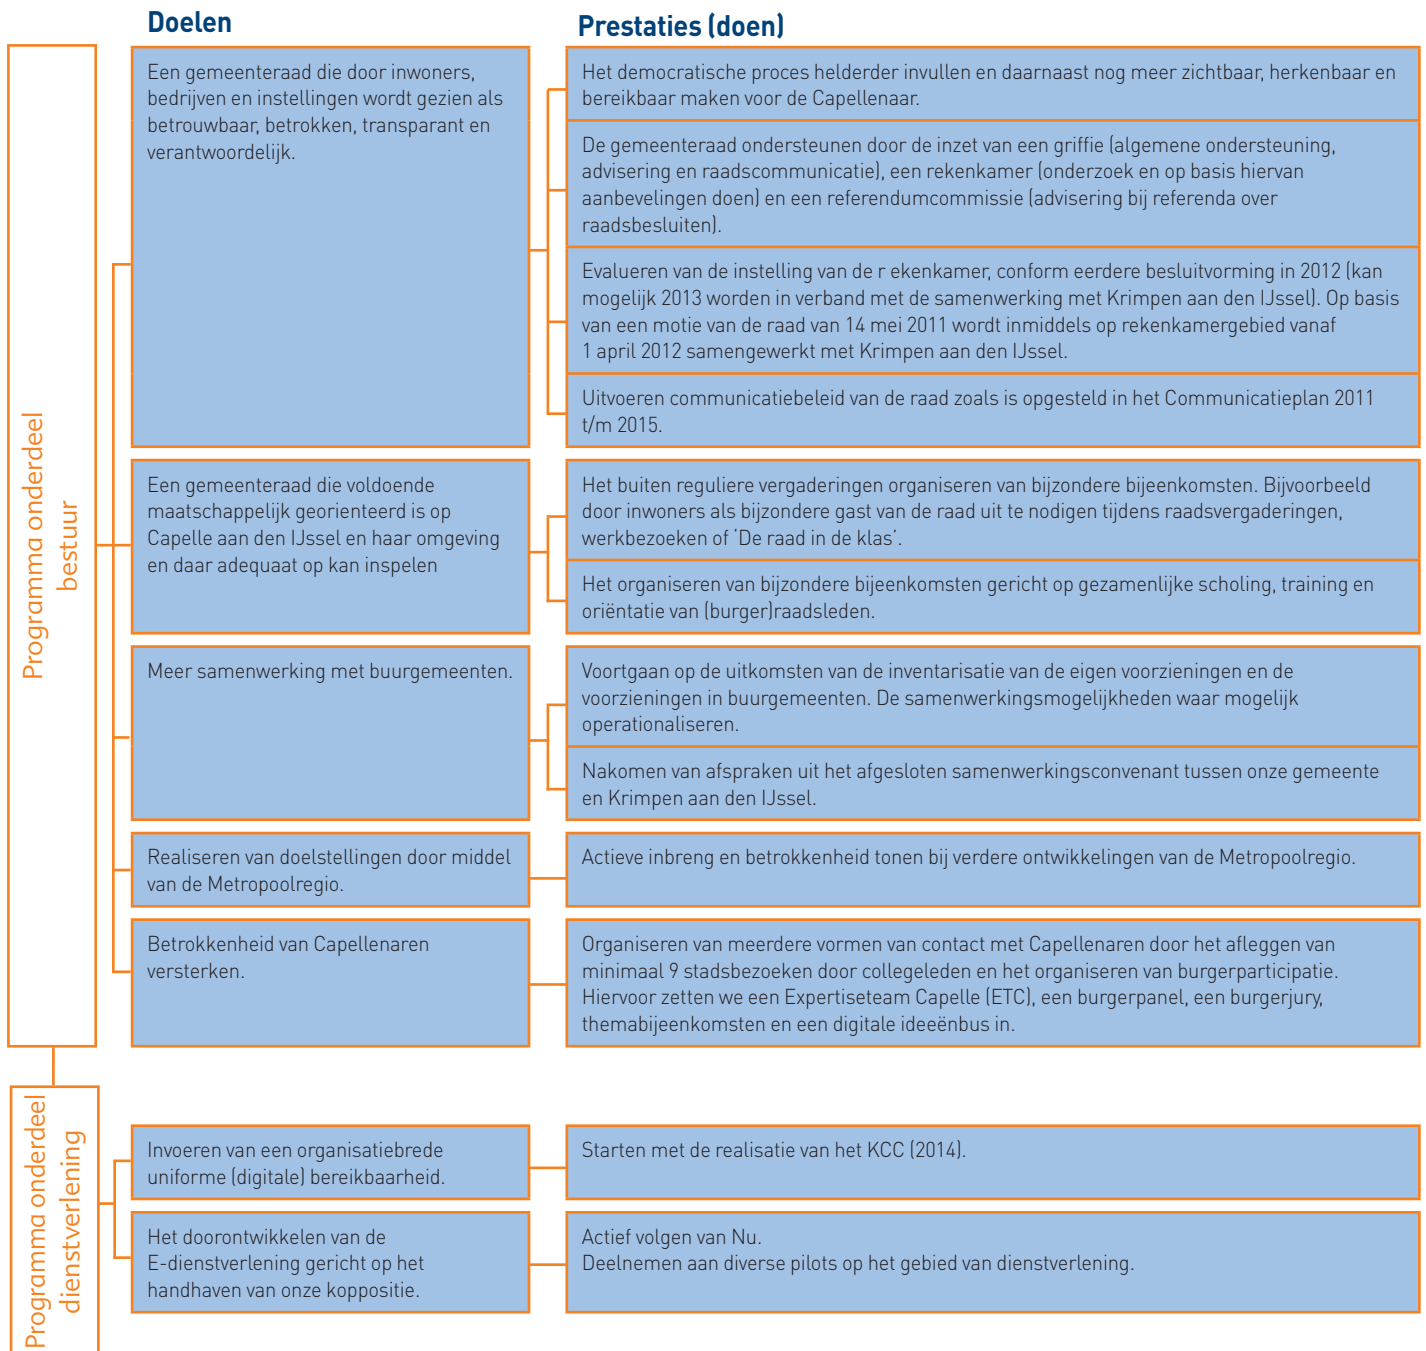 Doelen
Prestaties (doen)
Programma onderdeel
bestuur
Een gemeenteraad die door inwoners,
bedrijven en instellingen wordt gezien als
betrouwbaar, betrokken, transparant en
verantwoordelijk.
Het democratische proces helderder invullen en daarnaast nog meer zichtbaar, herkenbaar en
bereikbaar maken voor de Capellenaar.
De gemeenteraad ondersteunen door de inzet van een griffie (algemene ondersteuning,
advisering en raadscommunicatie), een rekenkamer (onderzoek en op basis hiervan
aanbevelingen doen) en een referendumcommissie (advisering bij referenda over
raadsbesluiten).
Evalueren van de instelling van de r ekenkamer, conform eerdere besluitvorming in 2012 (kan
mogelijk 2013 worden in verband met de samenwerking met Krimpen aan den IJssel). Op basis
van een motie van de raad van 14 mei 2011 wordt inmiddels op rekenkamergebied vanaf
1 april 2012 samengewerkt met Krimpen aan den IJssel.
Uitvoeren communicatiebeleid van de raad zoals is opgesteld in het Communicatieplan 2011
t/m 2015.
Een gemeenteraad die voldoende
maatschappelijk georienteerd is op
Capelle aan den IJssel en haar omgeving
en daar adequaat op kan inspelen
Het buiten reguliere vergaderingen organiseren van bijzondere bijeenkomsten. Bijvoorbeeld
door inwoners als bijzondere gast van de raad uit te nodigen tijdens raadsvergaderingen,
werkbezoeken of ‘De raad in de klas’.
Het organiseren van bijzondere bijeenkomsten gericht op gezamenlijke scholing, training en
oriëntatie van (burger)raadsleden.
Meer samenwerking met buurgemeenten.
Voortgaan op de uitkomsten van de inventarisatie van de eigen voorzieningen en de
voorzieningen in buurgemeenten. De samenwerkingsmogelijkheden waar mogelijk
operationaliseren.
Nakomen van afspraken uit het afgesloten samenwerkingsconvenant tussen onze gemeente
en Krimpen aan den IJssel.
Realiseren van doelstellingen door middel
van de Metropoolregio.
Actieve inbreng en betrokkenheid tonen bij verdere ontwikkelingen van de Metropoolregio.
Betrokkenheid van Capellenaren
versterken.
Organiseren van meerdere vormen van contact met Capellenaren door het afleggen van
minimaal 9 stadsbezoeken door collegeleden en het organiseren van burgerparticipatie.
Hiervoor zetten we een Expertiseteam Capelle (ETC), een burgerpanel, een burgerjury,
themabijeenkomsten en een digitale ideeënbus in.
Programma onderdeel
dienstverlening
Invoeren van een organisatiebrede
uniforme (digitale) bereikbaarheid.
Starten met de realisatie van het KCC (2014).
Het doorontwikkelen van de
E-dienstverlening gericht op het
handhaven van onze koppositie.
Actief volgen van Nu.
Deelnemen aan diverse pilots op het gebied van dienstverlening.